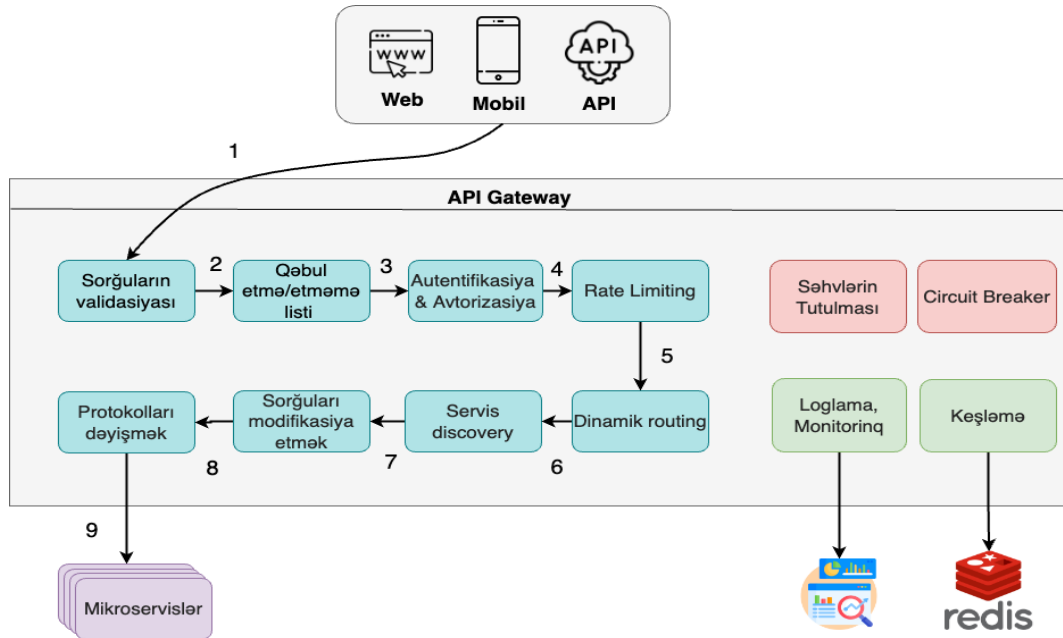 WWW
API
Web
Mobil
API
1
API Gateway
Sorğuların
validasiyası
2
Qəbul
etmə/etməmə
listi
3
Autentifikasiya
& Avtorizasiya
4
Rate Limiting
Səhvlərin
Tutulması
Circuit Breaker
5
Protokolları
dəyişmək
8
Sorğuları
modifikasiya
etmək
7
Servis
discovery
6
Dinamik routing
Loglama,
Monitorinq
Keşləmə
9
Mikroservislər
redis